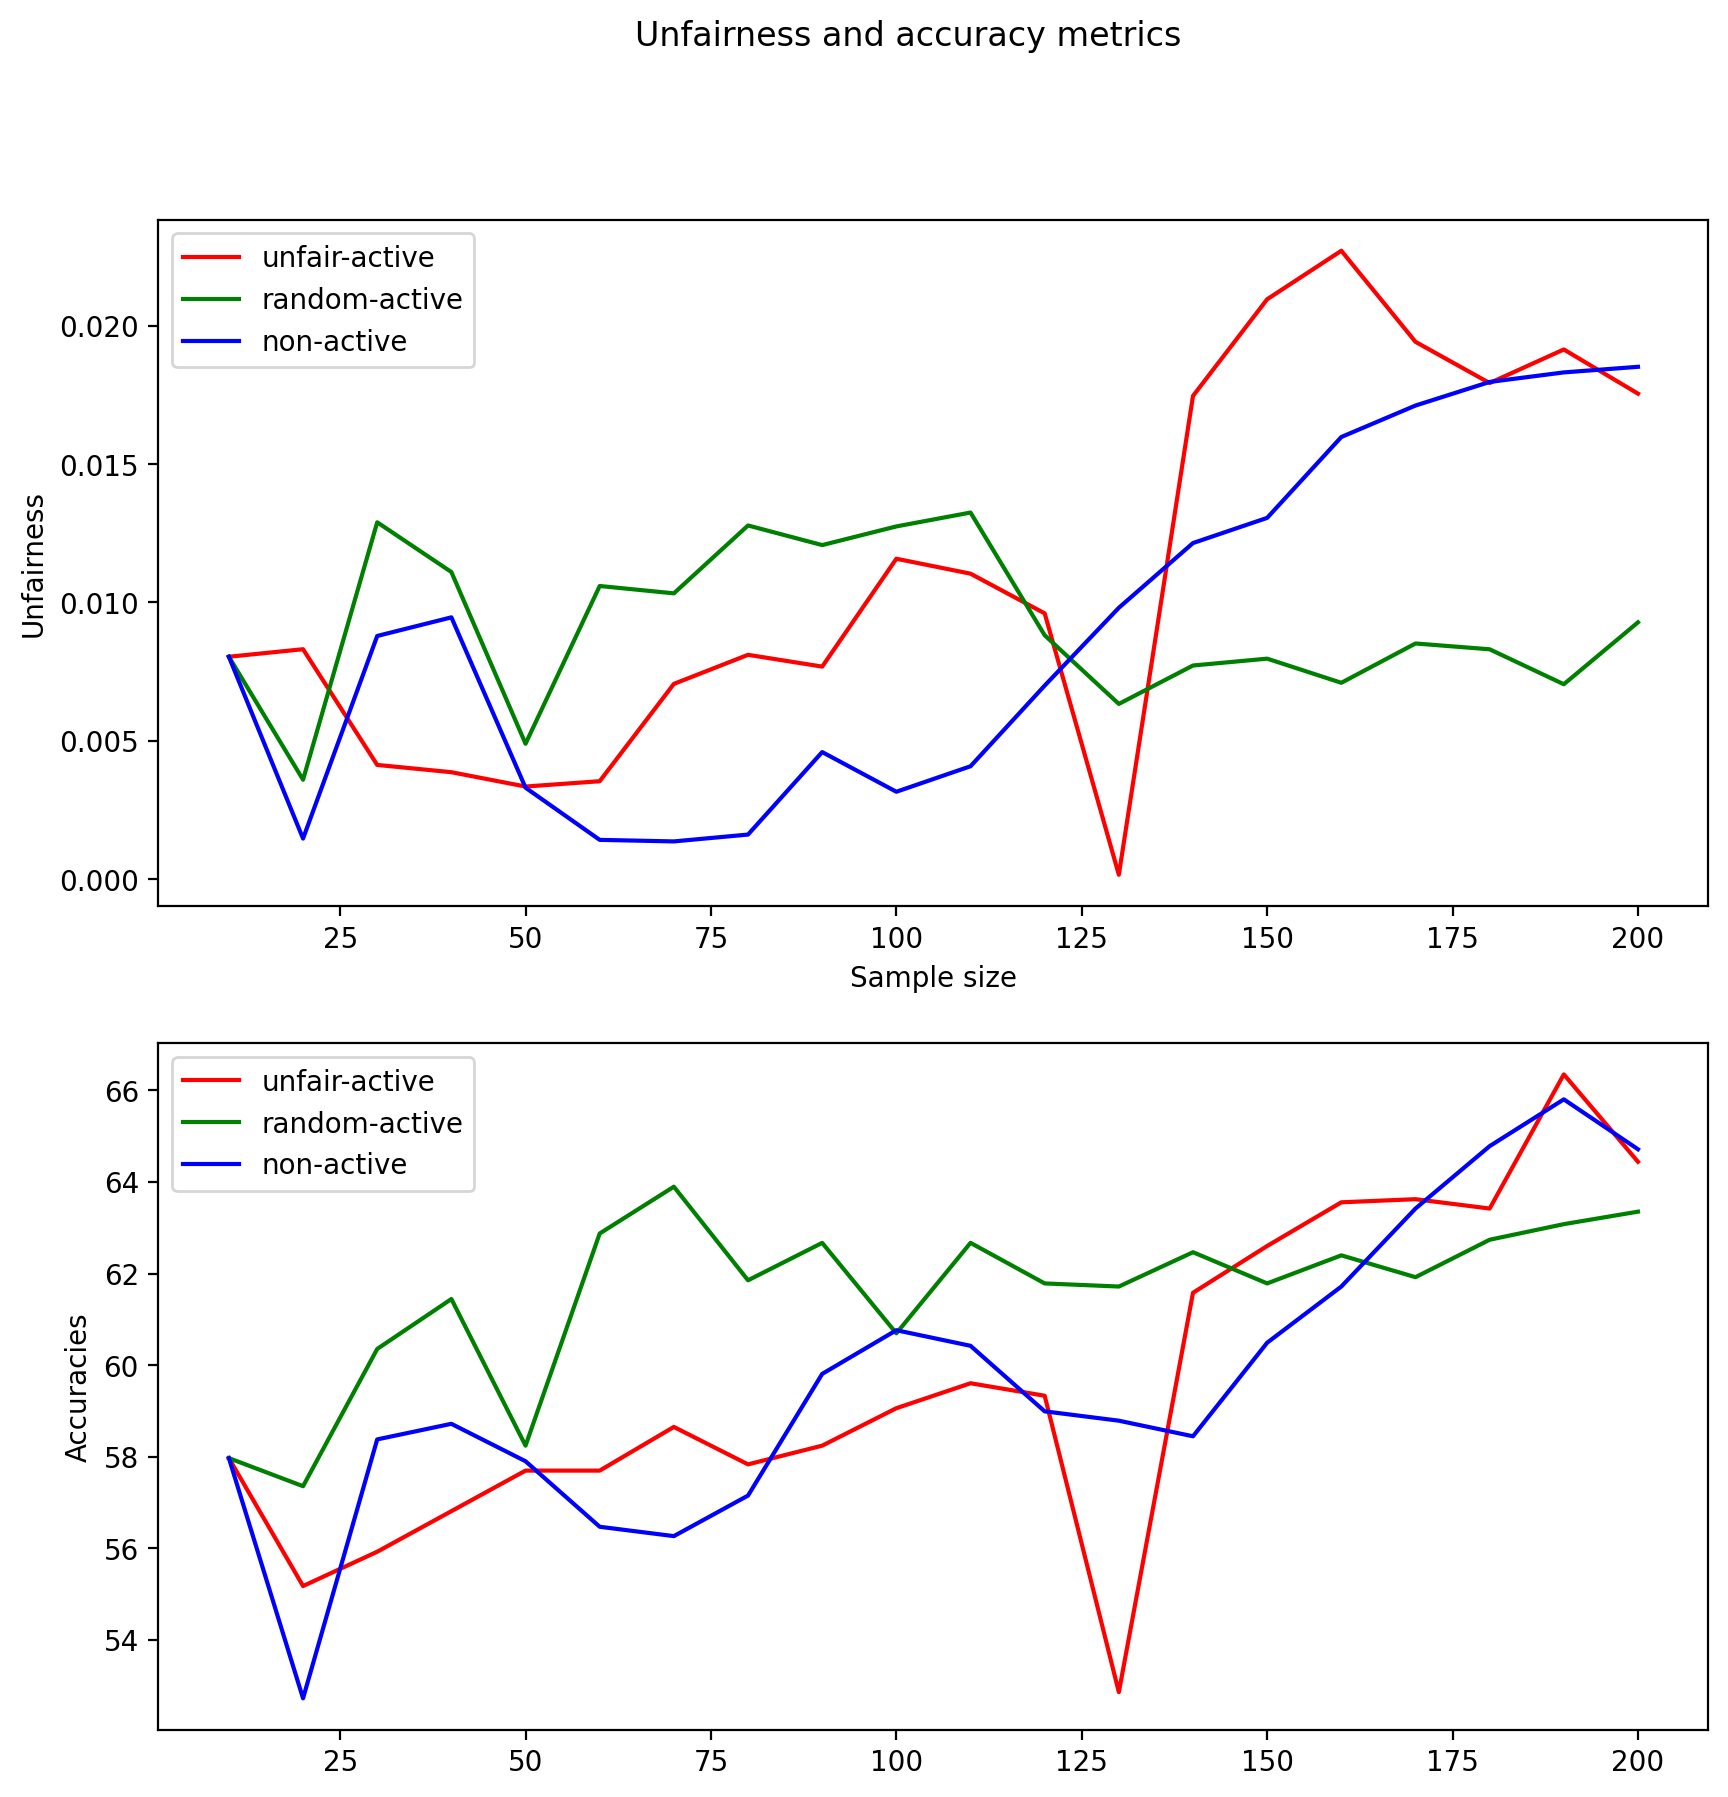 Unfairness and accuracy metrics
unfair-active
random-active
non-active
Unfairness
0.020
0.015
0.010
0.005
0.000
25 50 75 100 125 150 175 200
Sample size
unfair-active
random-active
non-active
Accuracies
66
64
62
60
58
56
54
25 50 75 100 125 150 175 200